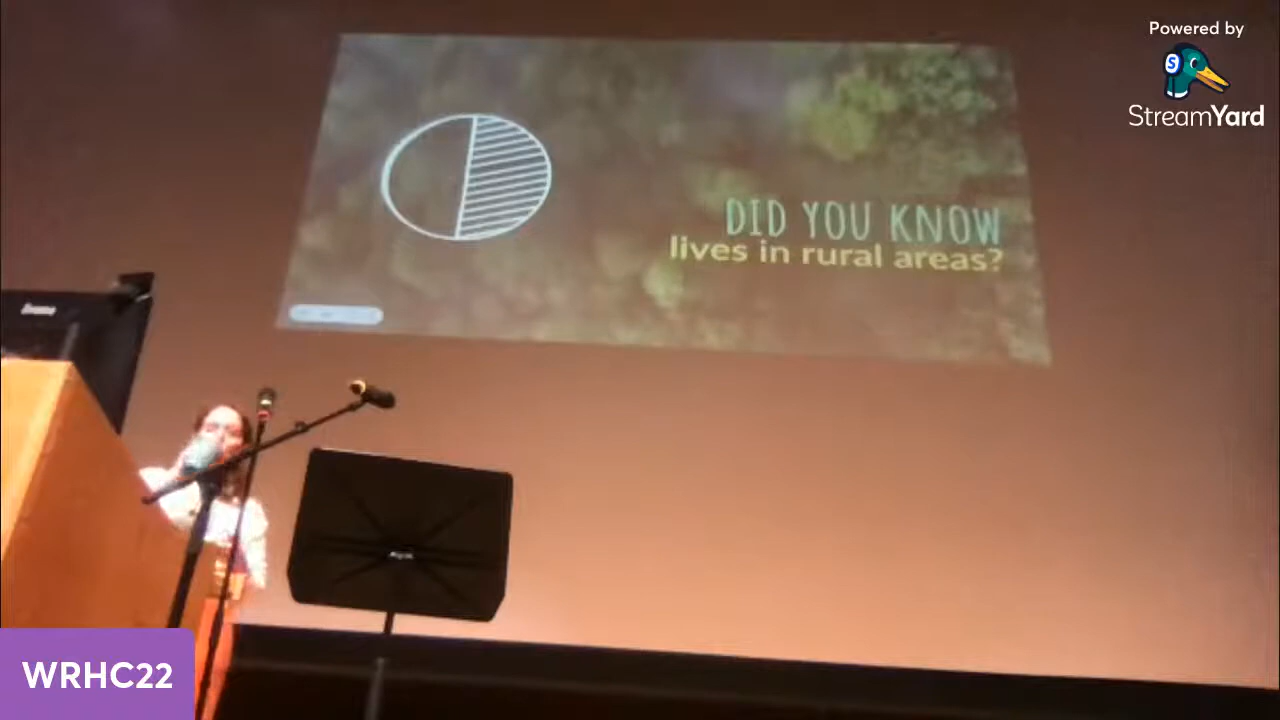 Powered by
S
StreamYard
DID YOU KNOW
lives in rural areas?
WRHC22